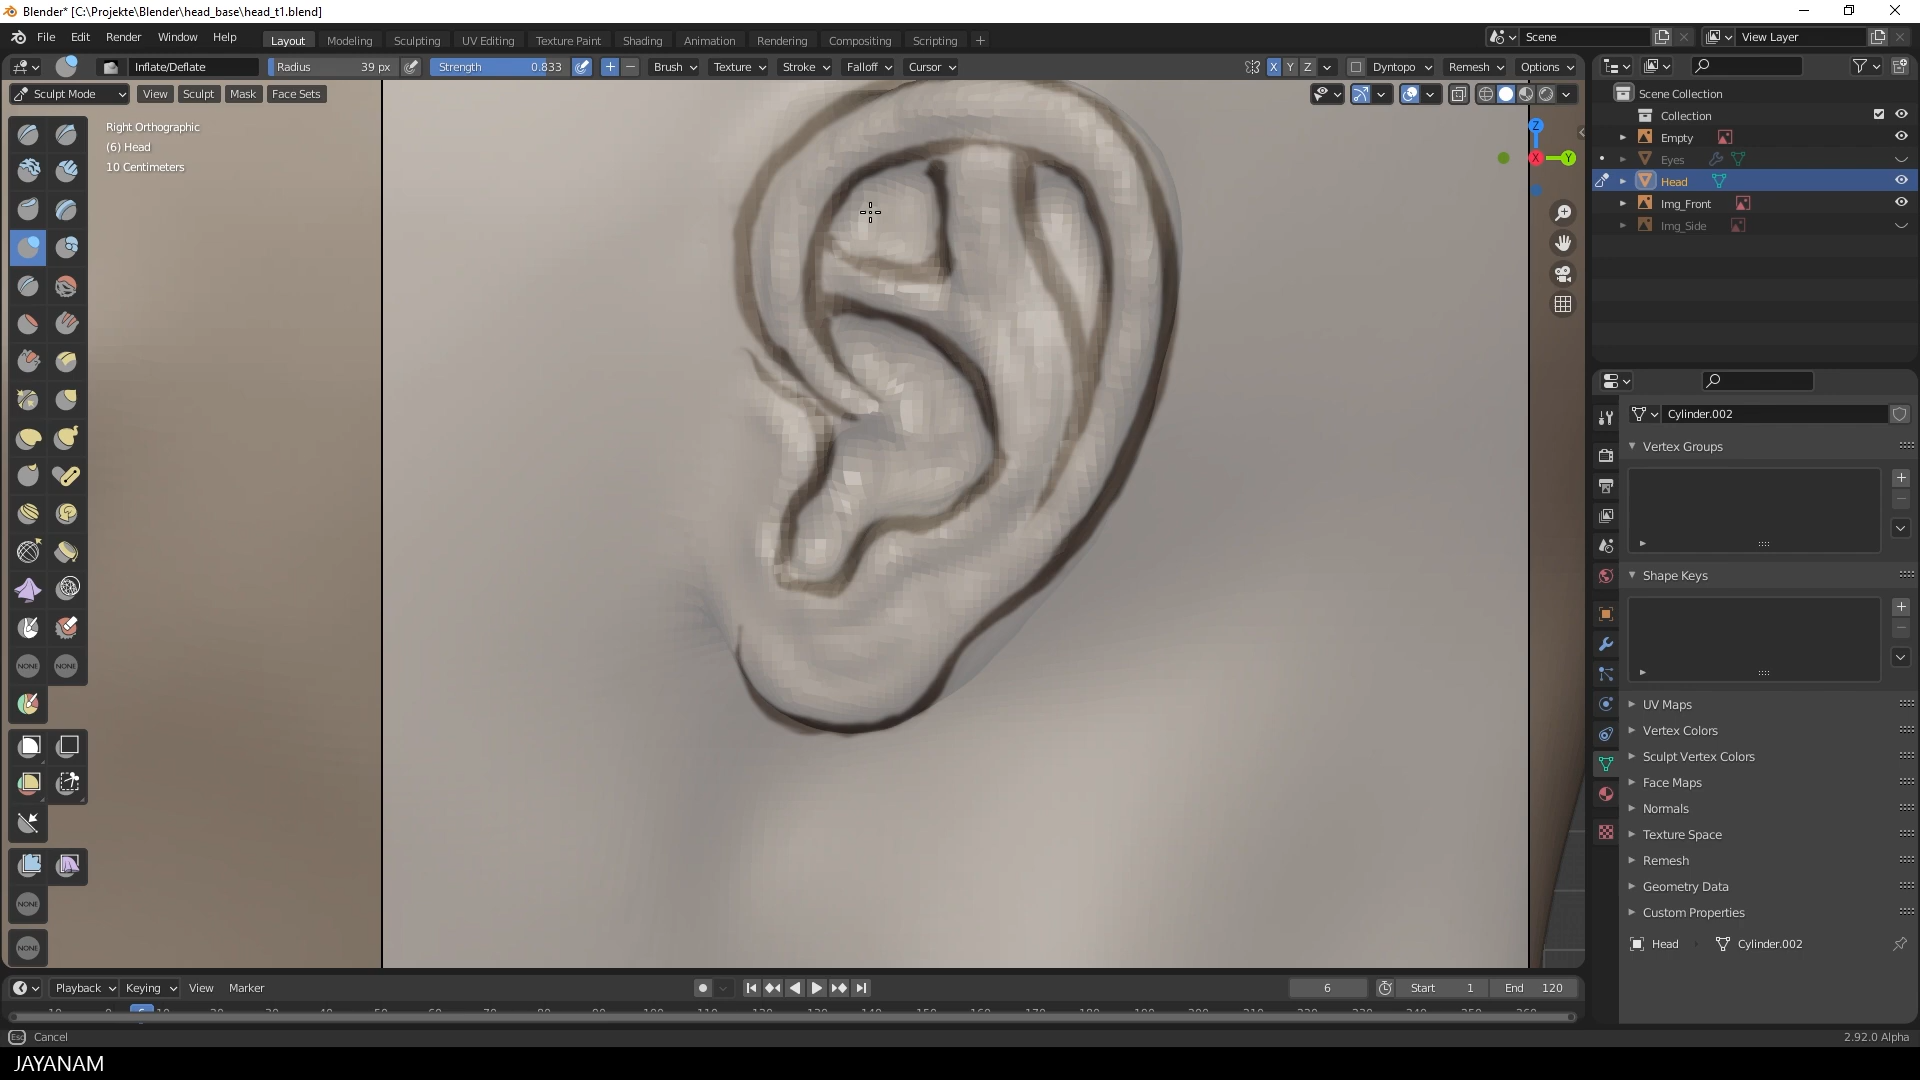 Blender* [C:\Projekte\Blender\head_base\head_t1.blend]
File Edit Render Window Help
Layout Modeling Sculpting UV Editing Texture Paint Shading Animation Rendering Compositing Scripting +
Scene
View Layer
Inflate/Deflate
Radius 39 px
Strength 0.833
Brush Texture Stroke Falloff Cursor
X Y Z
Dyntopo Remesh Options
Sculpt Mode
View Sculpt Mask Face Sets
Right Orthographic
(6) Head
10 Centimeters
Z
X
Y
NONE NONE
NONE
NONE
Scene Collection
Collection
Empty
Eyes
Head
Img_Front
Img_Side
Cylinder.002
Vertex Groups
Shape Keys
UV Maps
Vertex Colors
Sculpt Vertex Colors
Face Maps
Normals
Texture Space
Remesh
Geometry Data
Custom Properties
Head Cylinder.002
Playback Keying View Marker
6
Start 1
End 120
Esc Cancel
2.92.0 Alpha
JAYANAM